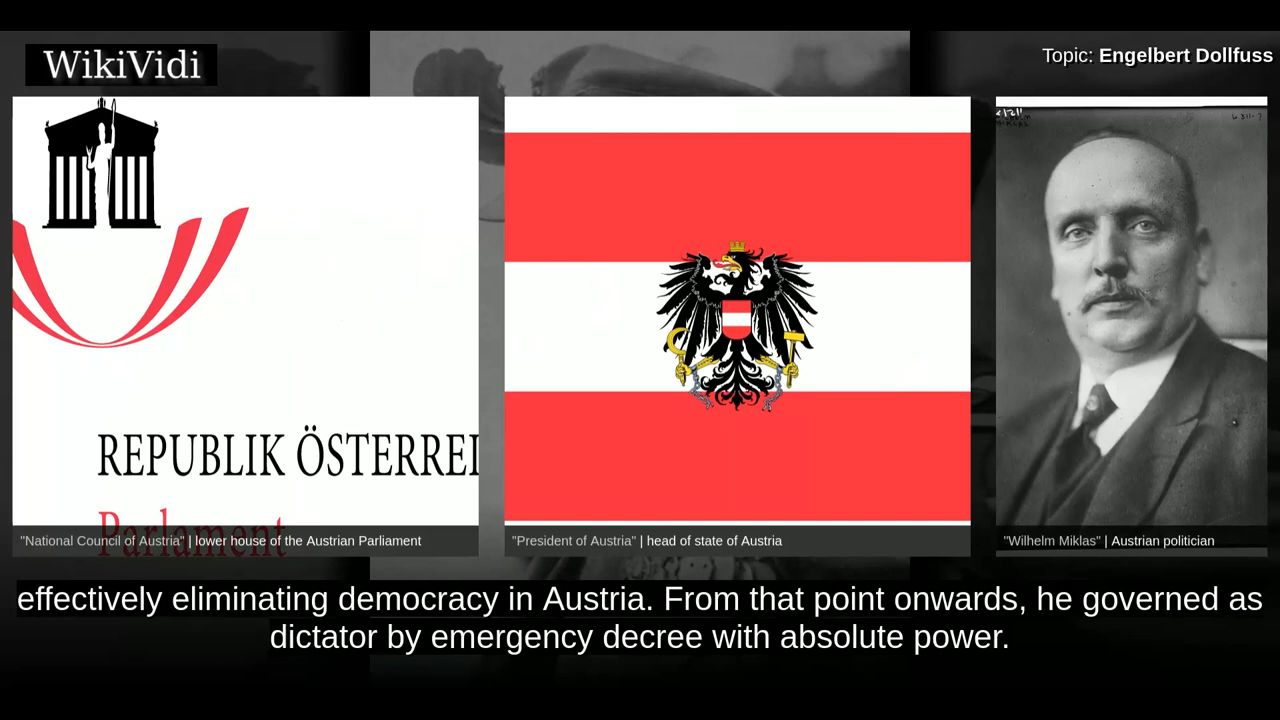 WikiVidi
Topic: Engelbert Dollfuss
REPUBLIK ÖSTERREI
Parlament
"National Council of Austria" | lower house of the Austrian Parliament
"President of Austria" | head of state of Austria
"Wilhelm Miklas" | Austrian politician
effectively eliminating democracy in Austria. From that point onwards, he governed as
dictator by emergency decree with absolute power.